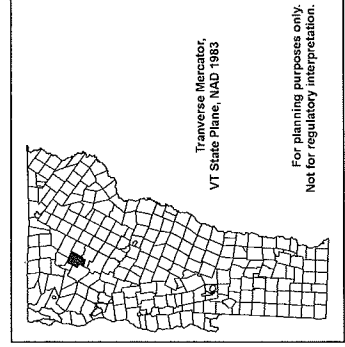 Tranverse Mercator,
VT State Plane, NAD 1983
For planning purposes only.
Not for regulatory interpretation.